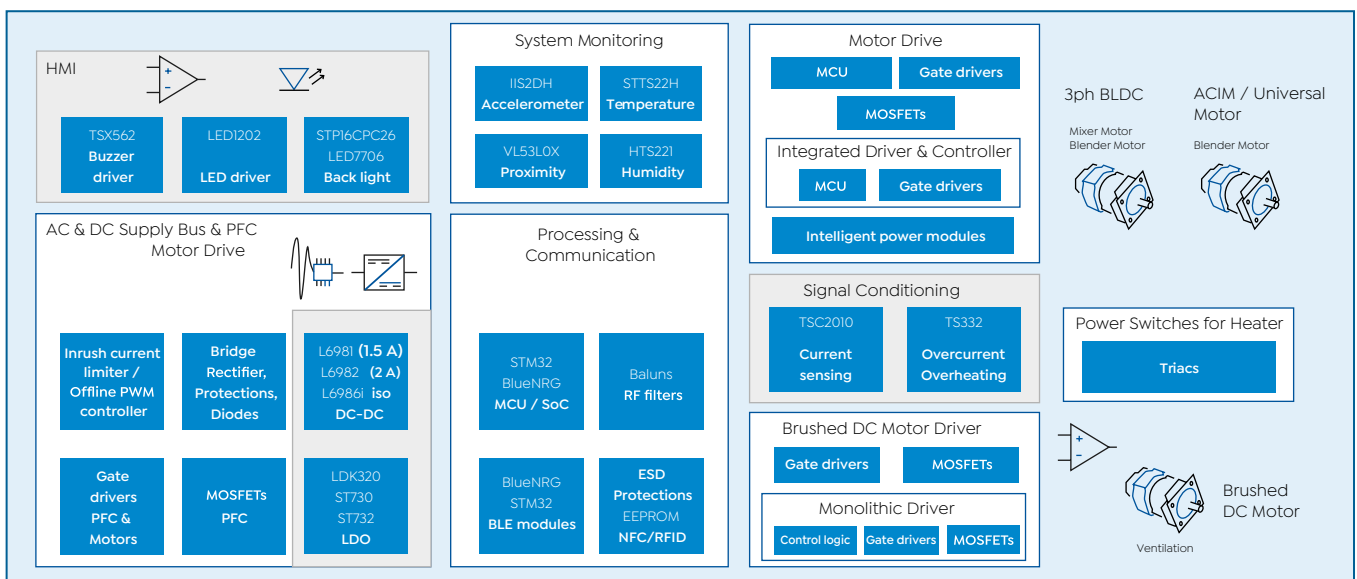 HMI
TSX562
Buzzer
driver
LED1202
LED driver
STP16CPC26
LED7706
Back light
AC & DC Supply Bus & PFC
Motor Drive
Inrush current
limiter /
Offline PWM
controller
Bridge
Rectifier,
Protections,
Diodes
L6981 (1.5 A)
L6982 (2 A)
L6986i iso
DC-DC
Gate
drivers
PFC &
Motors
MOSFETs
PFC
LDK320
ST730
ST732
LDO
System Monitoring
IIS2DH
Accelerometer
STTS22H
Temperature
VL53L0X
Proximity
HTS221
Humidity
Processing &
Communication
STM32
BlueNRG
MCU / SoC
Baluns
RF filters
BlueNRG
STM32
BLE modules
ESD
Protections
EEPROM
NFC/RFID
Motor Drive
MCU
Gate drivers
MOSFETs
Integrated Driver & Controller
MCU
Gate drivers
Intelligent power modules
Signal Conditioning
TSC2010
Current
sensing
TS332
Overcurrent
Overheating
Brushed DC Motor Driver
Gate drivers
MOSFETs
Monolithic Driver
Control logic
Gate drivers
MOSFETs
3ph BLDC
Mixer Motor
Blender Motor
ACIM / Universal
Motor
Blender Motor
Power Switches for Heater
Triacs
Brushed
DC Motor
Ventilation